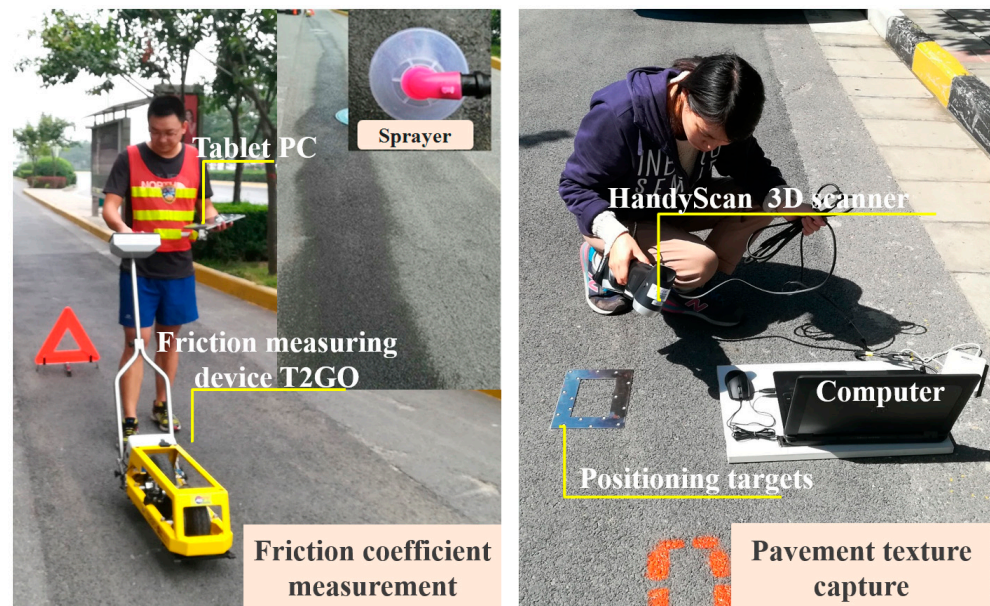 Sprayer
Tablet PC
Friction measuring
device T2GO
Friction coefficient
measurement
HandyScan 3D scanner
Computer
Positioning targets
Pavement texture
capture